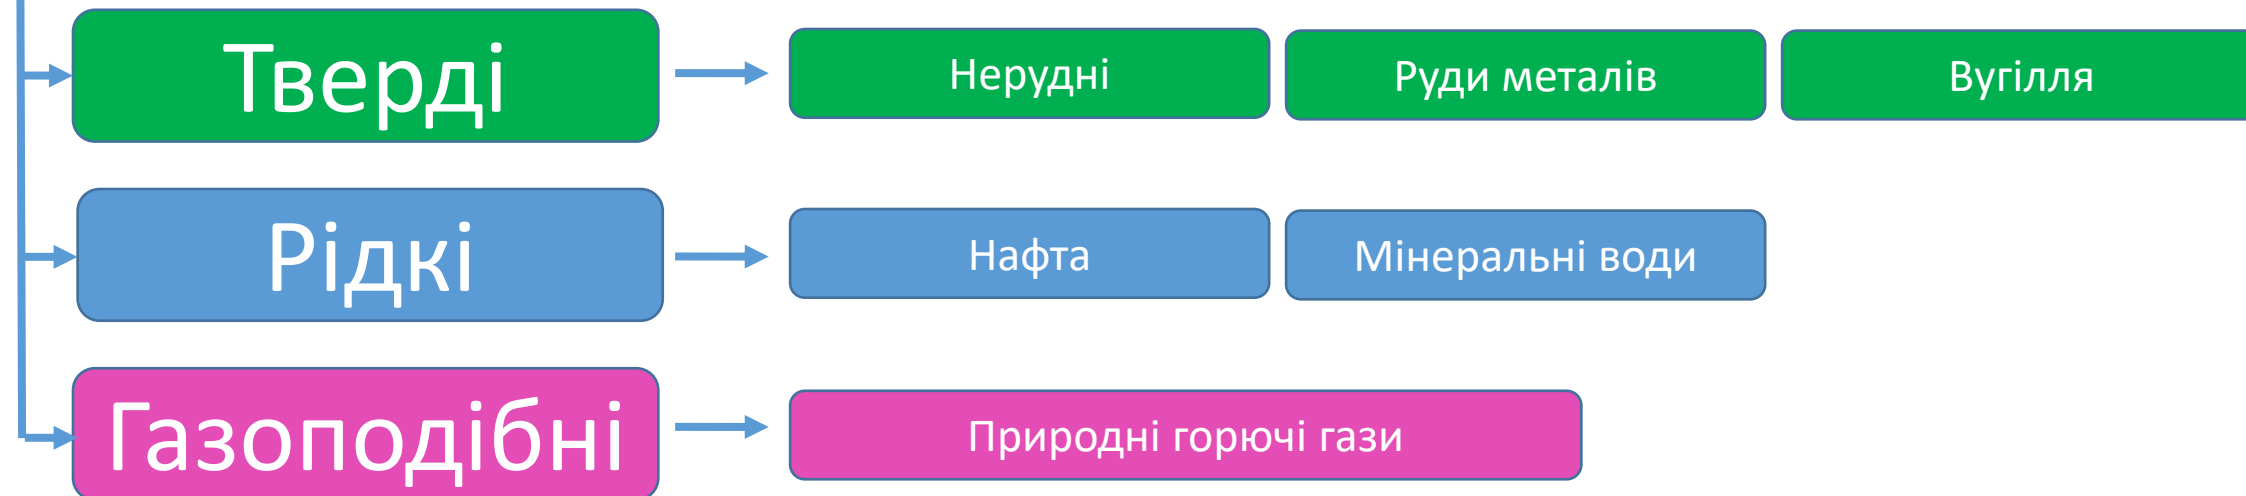 Тверді
Нерудні
Руди металів
Вугілля
Рідкі
Нафта
Мінеральні води
Газоподібні
Природні горючі гази